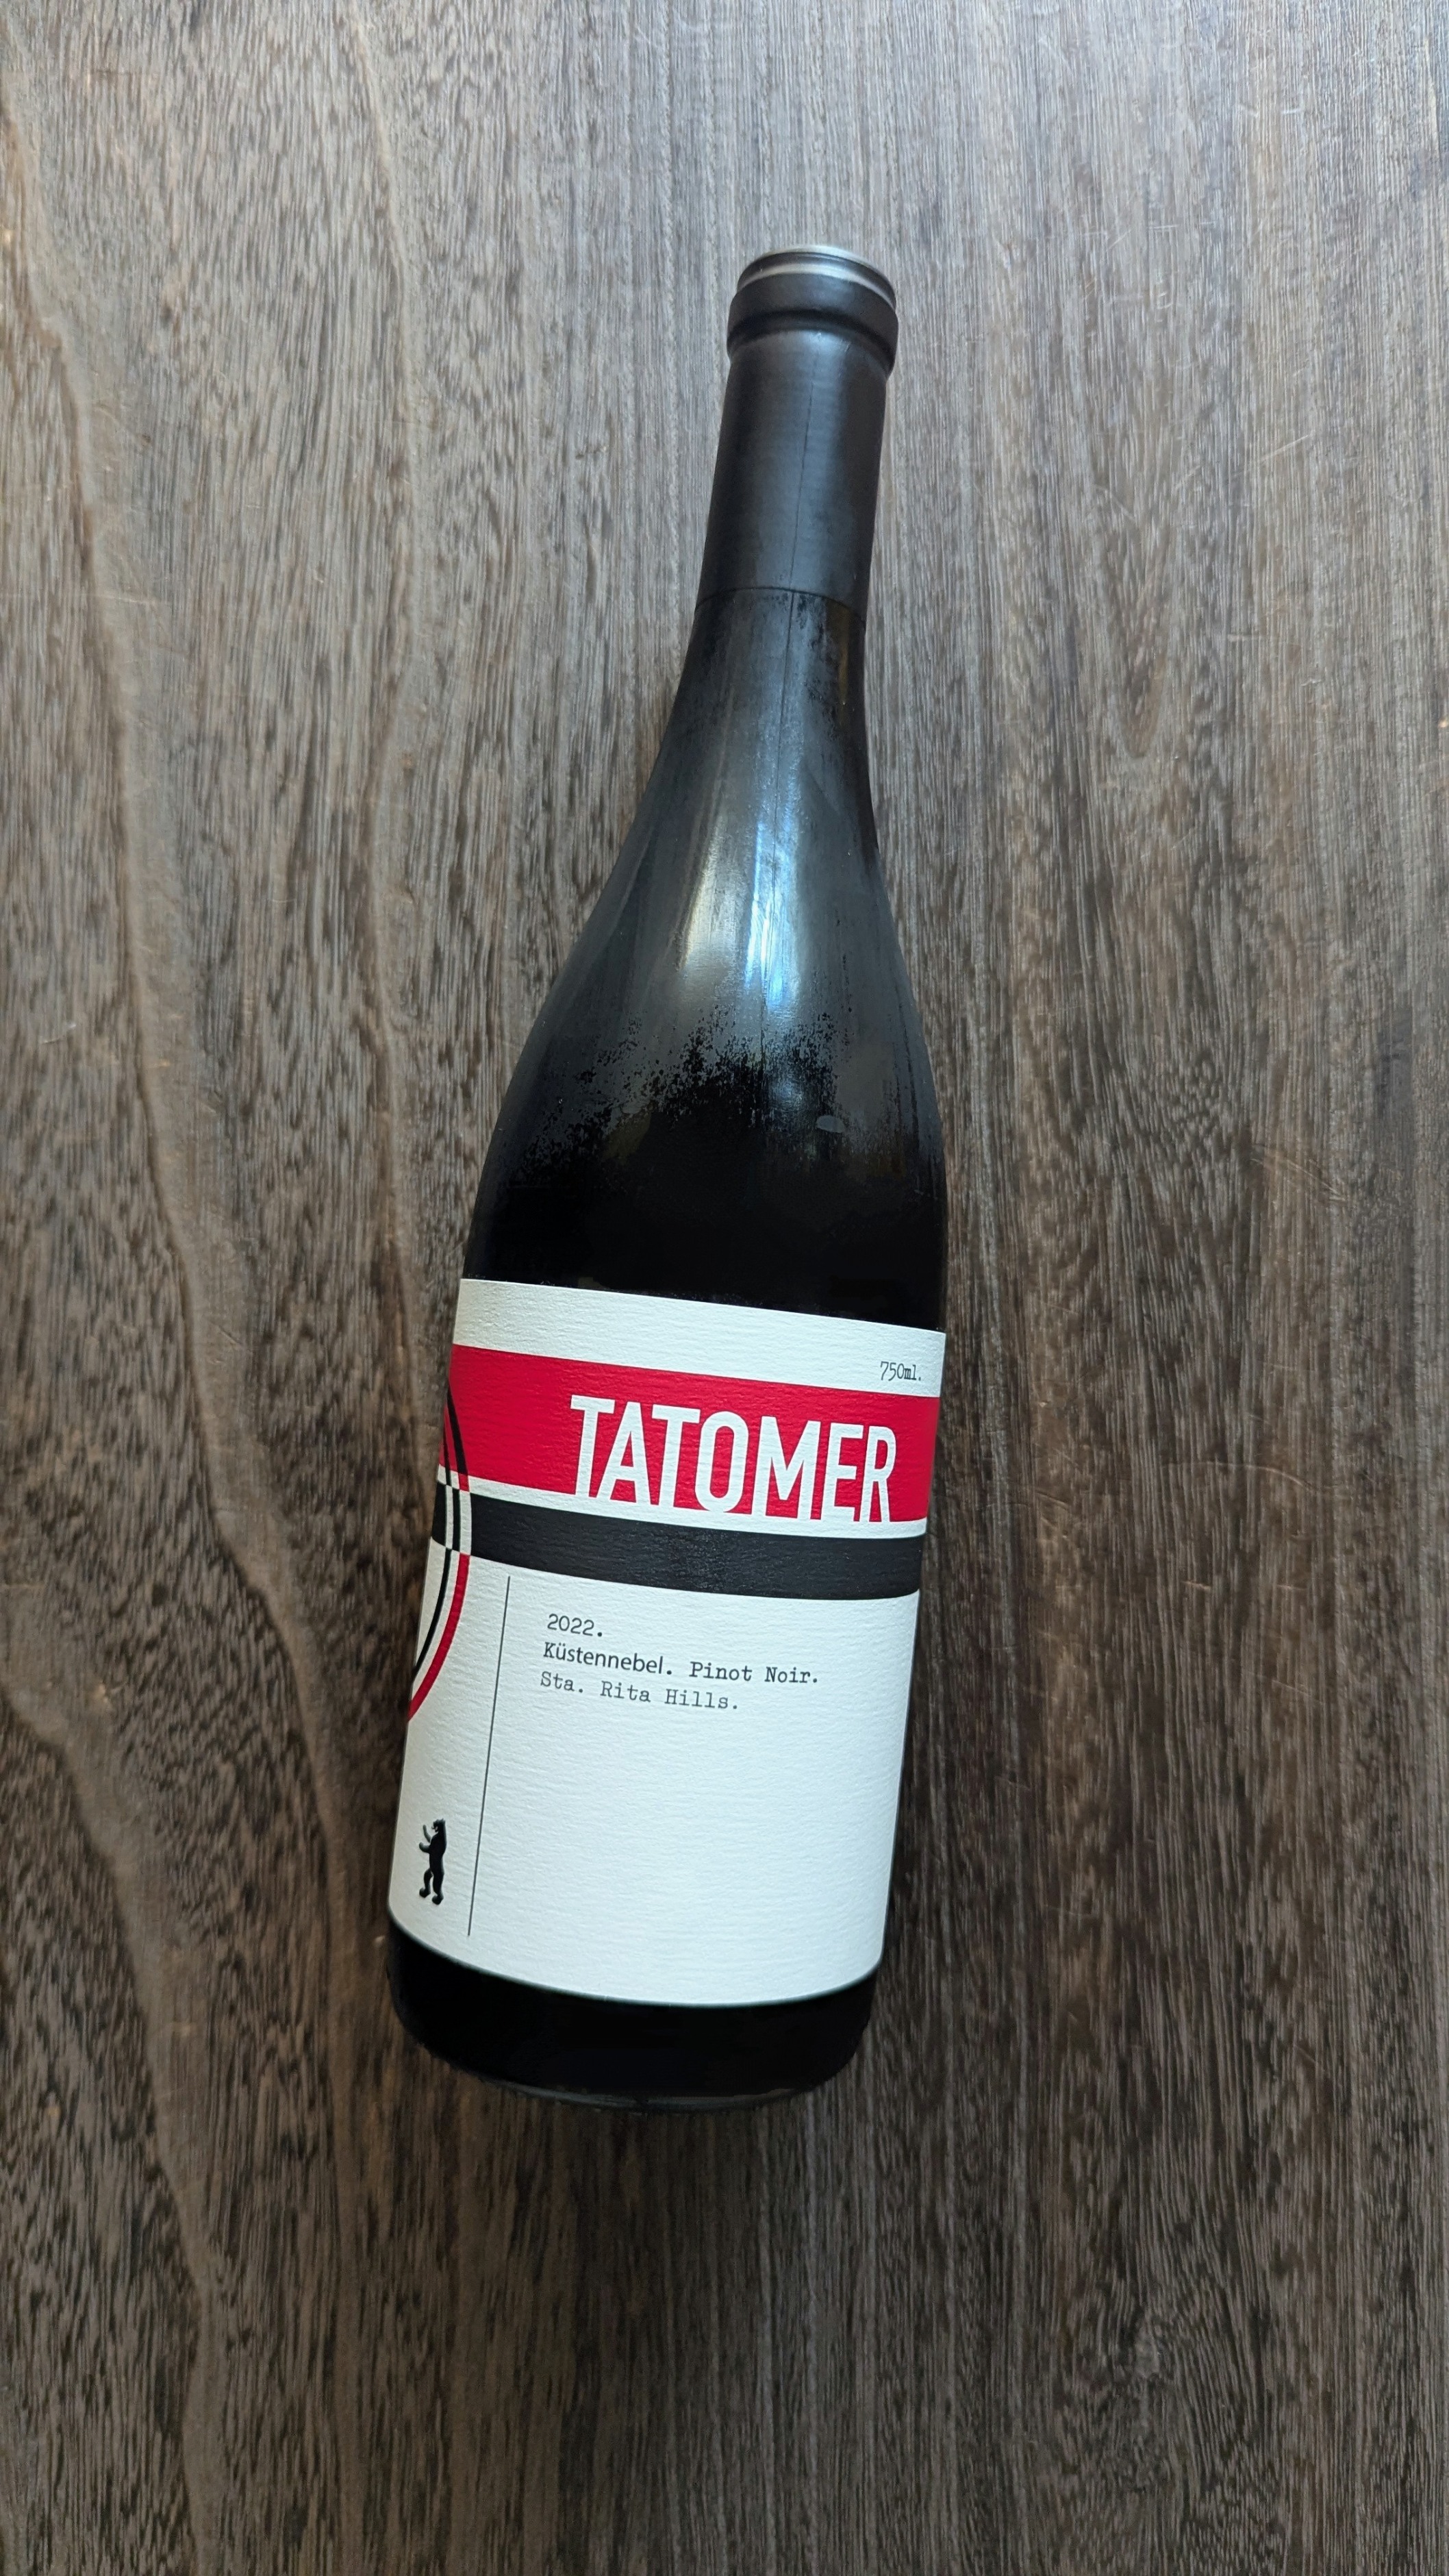 750ml.
TATOMER
2022.
Küstennebel. Pinot Noir.
Sta. Rita Hills.